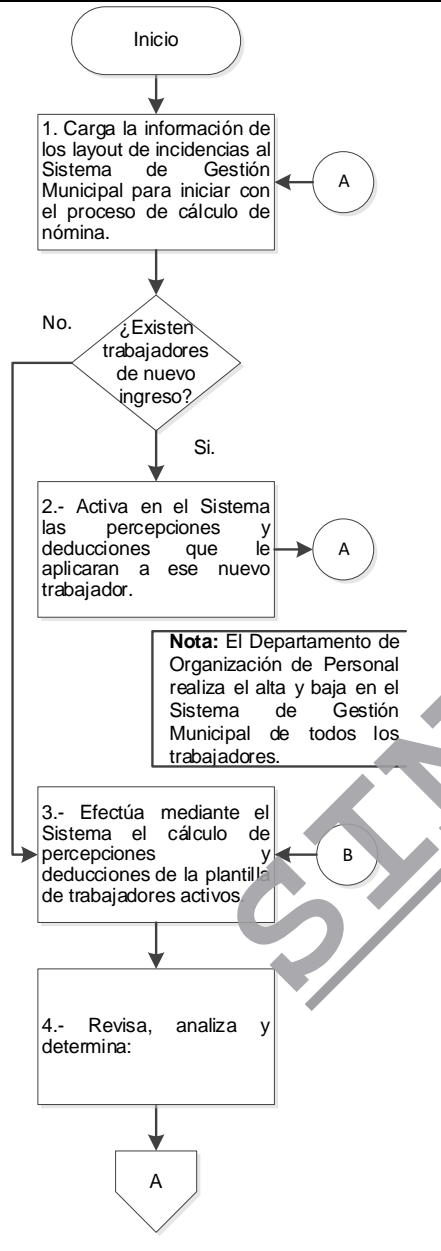 Inicio
1. Carga la información de
los layout de incidencias al
Sistema de Gestión
Municipal para iniciar con
el proceso de cálculo de
nómina.
A
No.
¿Existen
trabajadores
de nuevo
ingreso?
Si.
2.- Activa en el Sistema
las percepciones y
deducciones que le
aplicaran a ese nuevo
trabajador.
A
Nota: El Departamento de
Organización de Personal
realiza el alta y baja en el
Sistema de Gestión
Municipal de todos los
trabajadores.
3.- Efectúa mediante el
Sistema el cálculo de
percepciones y
deducciones de la plantilla
de trabajadores activos.
B
4.- Revisa, analiza y
determina:
A